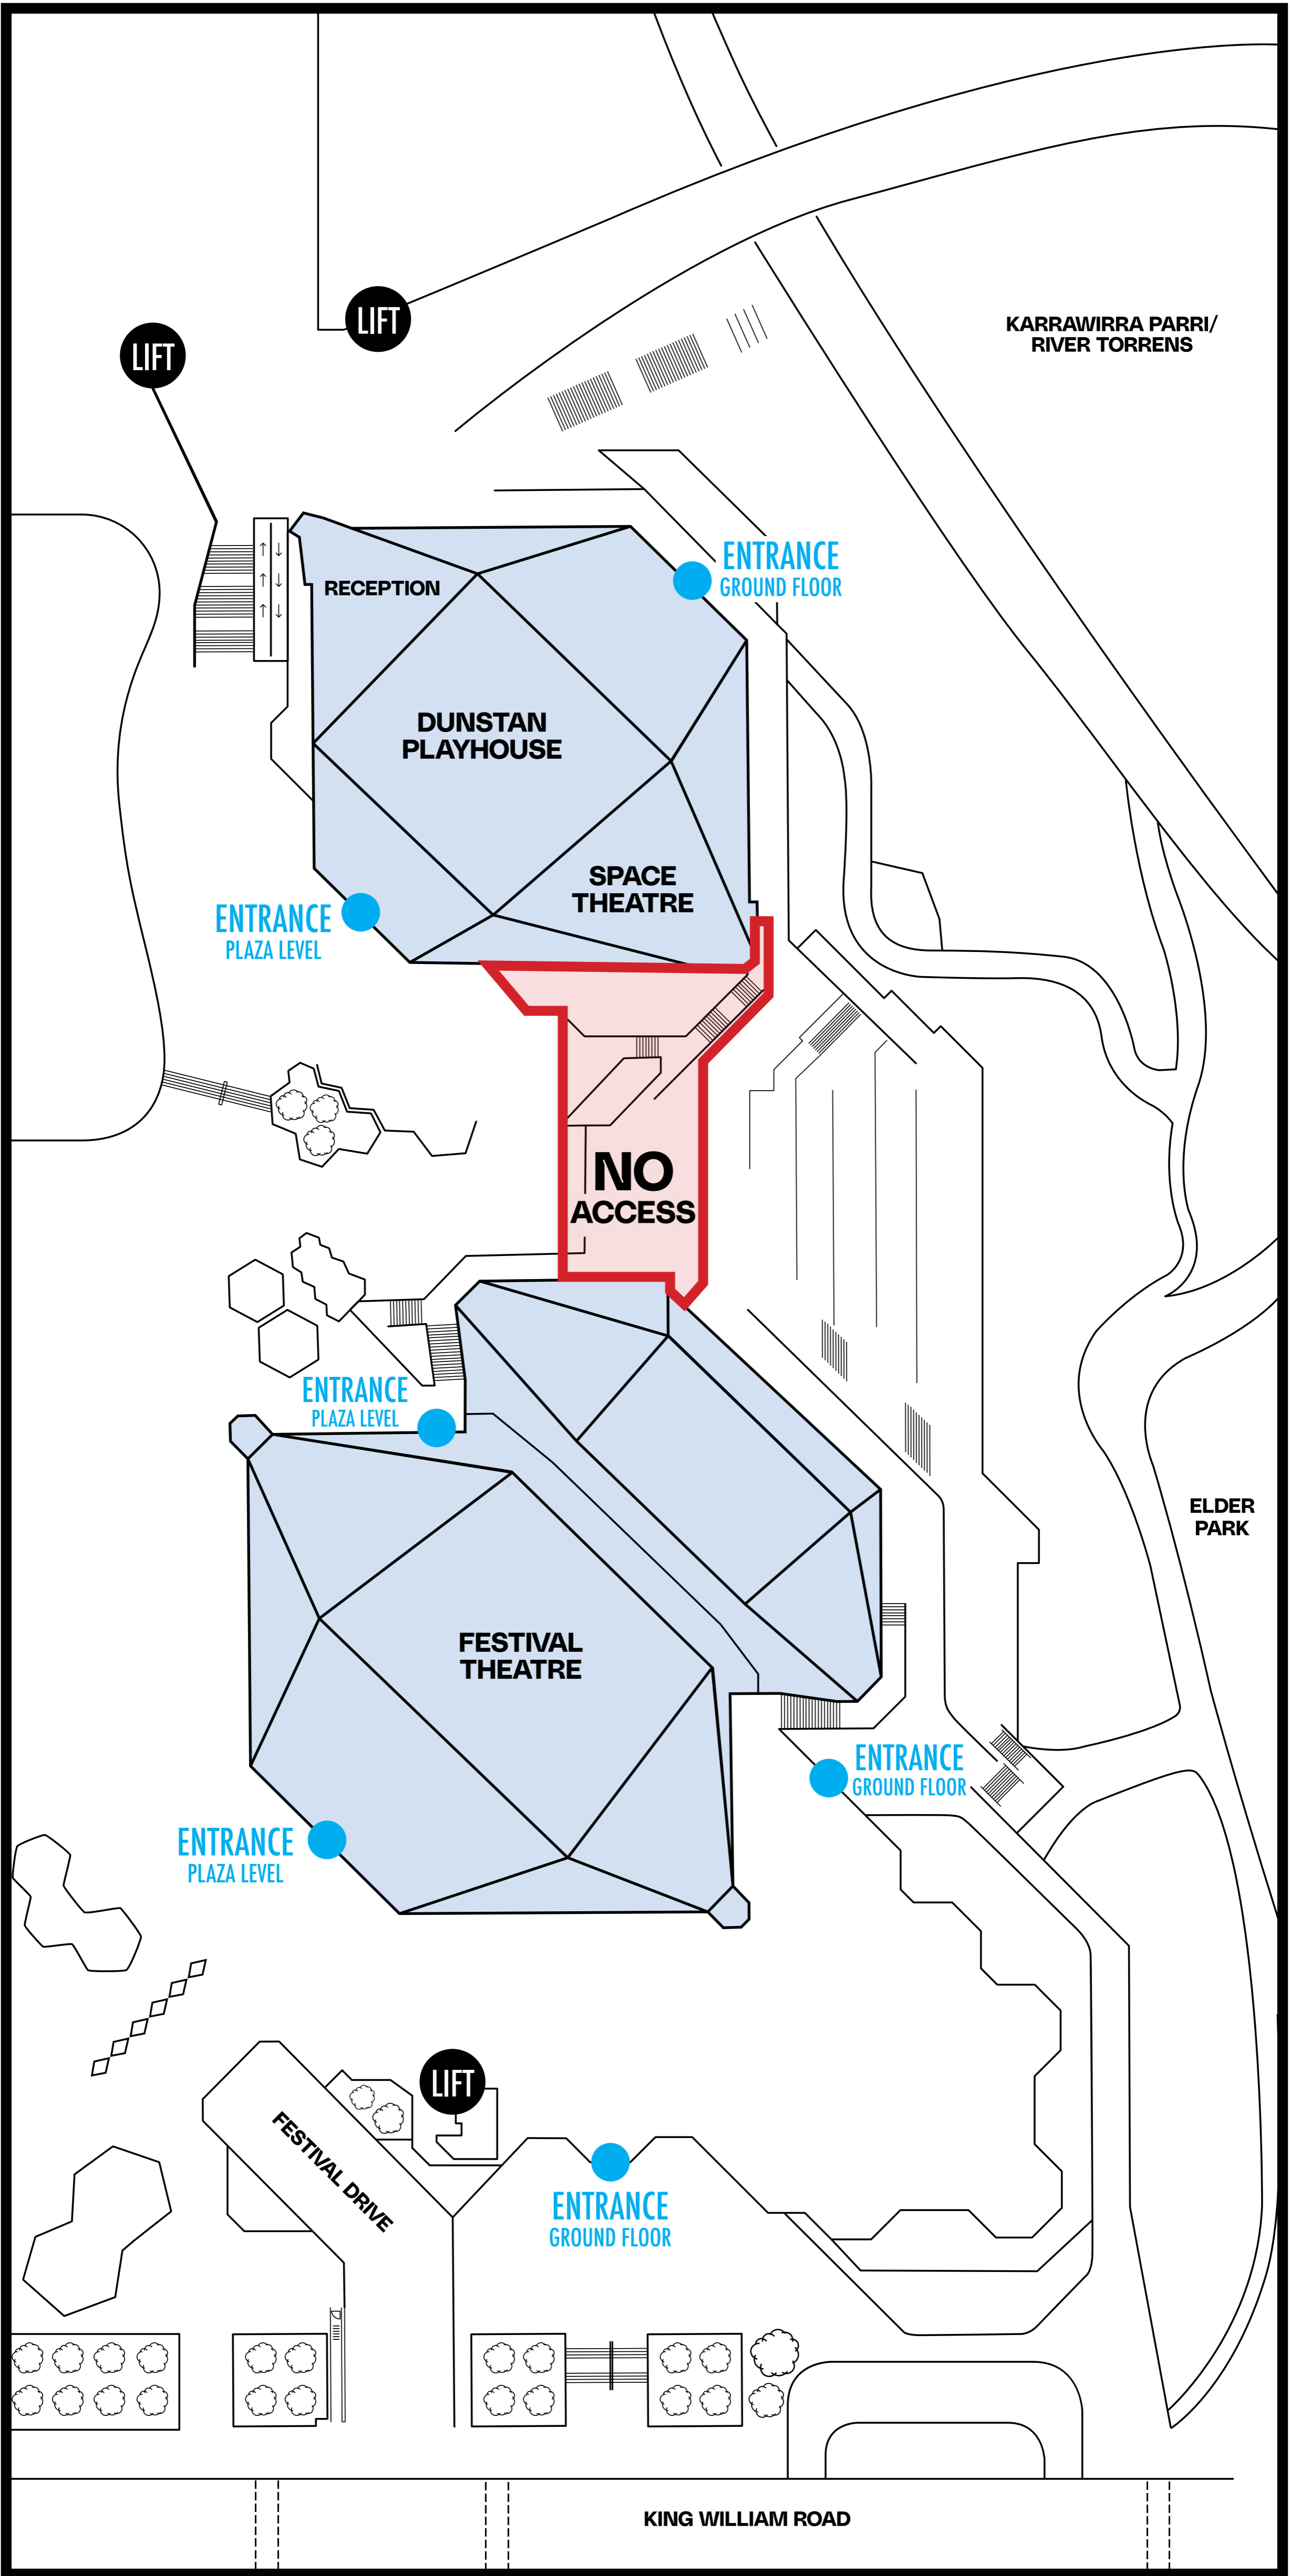 LIFT
KARRAWIRRA PARRI/
RIVER TORRENS
LIFT
ENTRANCE
GROUND FLOOR
RECEPTION
DUNSTAN
PLAYHOUSE
SPACE
THEATRE
ENTRANCE
PLAZA LEVEL
NO
ACCESS
ENTRANCE
PLAZA LEVEL
ELDER
PARK
FESTIVAL
THEATRE
ENTRANCE
GROUND FLOOR
ENTRANCE
PLAZA LEVEL
LIFT
FESTIVAL DRIVE
ENTRANCE
GROUND FLOOR
KING WILLIAM ROAD